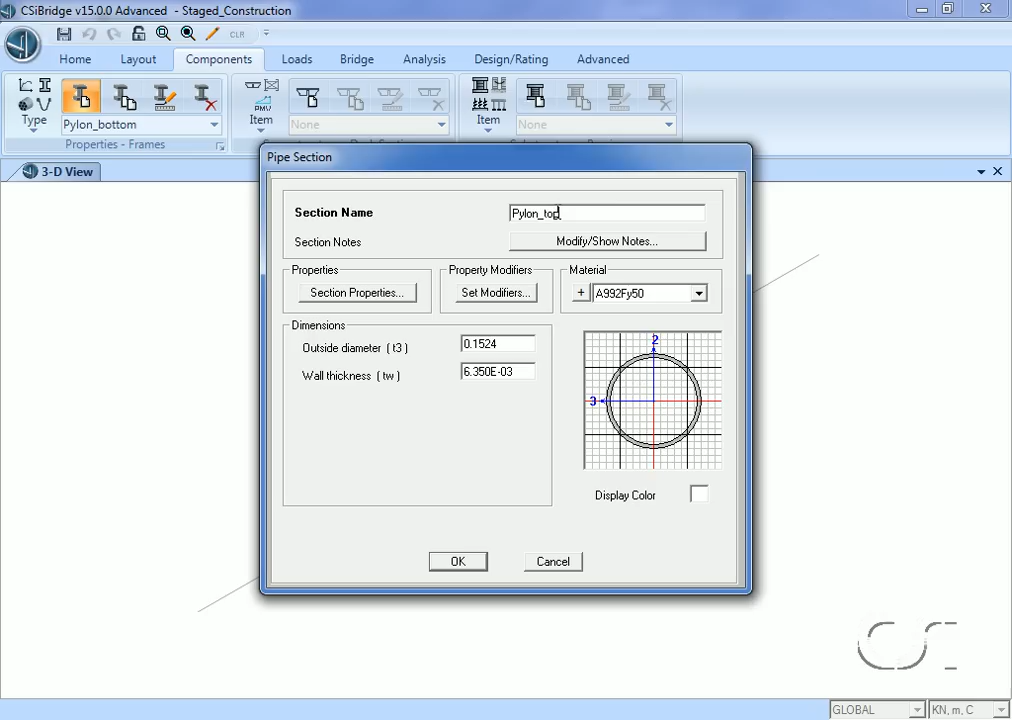 CSiBridge v15.0.0 Advanced - Staged_Construction
CLR
Home Layout Components Loads Bridge Analysis Design/Rating Advanced
Type
Item
Item
PMV
Pylon_bottom
None
None
Properties - Frames
3-D View
Pipe Section
Section Name
Pylon_top
Section Notes
Modify/Show Notes...
Properties
Property Modifiers
Material
Section Properties...
Set Modifiers...
+
A992Fy50
Dimensions
Outside diameter ( t3 )
0.1524
Wall thickness ( tw )
6.350E-03
2
3
Display Color
OK
Cancel
CSi
GLOBAL
KN, m, C